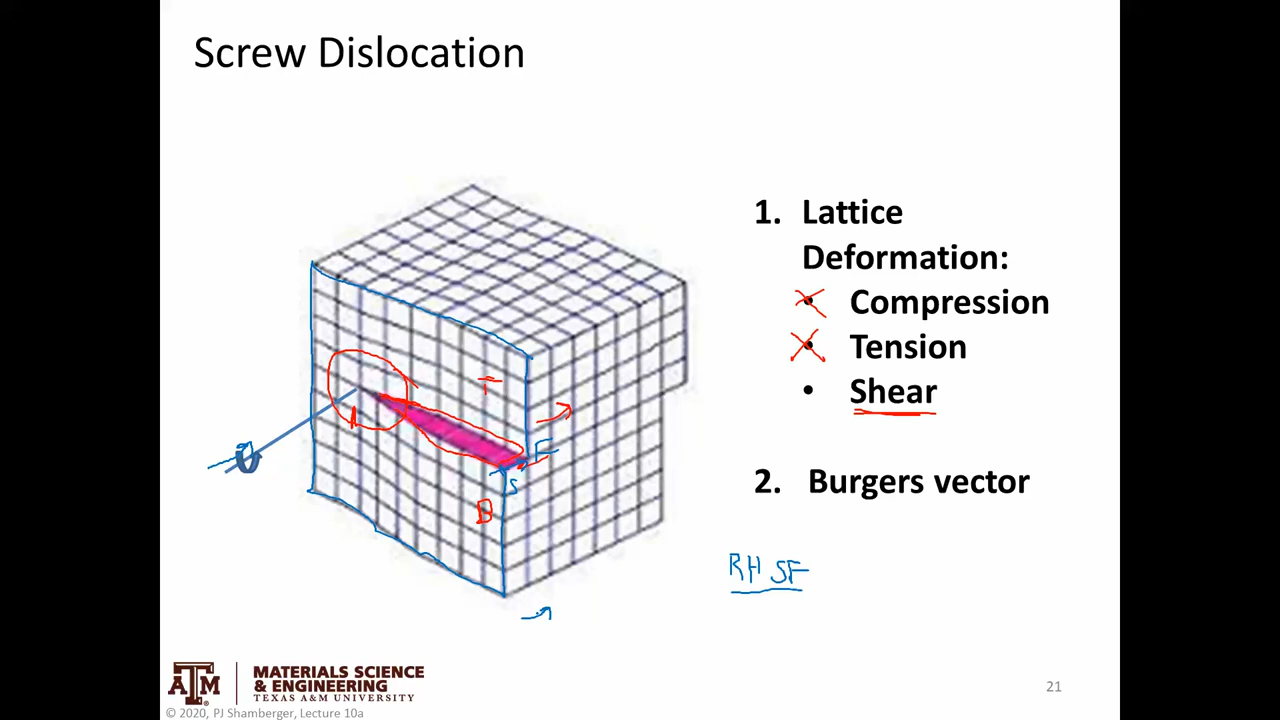 Screw Dislocation
1. Lattice
Deformation:
• Compression
• Tension
• Shear
2. Burgers vector
RH SF
T
F
S
B
MATERIALS SCIENCE
& ENGINEERING
TEXAS A&M UNIVERSITY
© 2020, PJ Shamberger, Lecture 10a
21